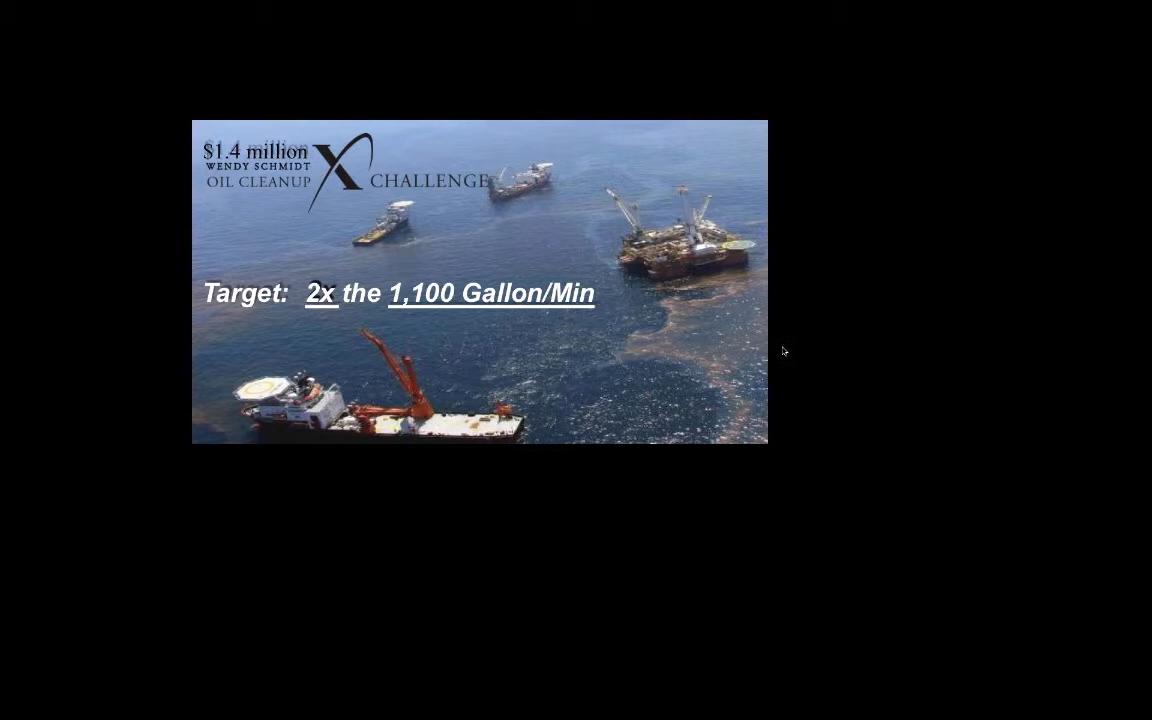 $1.4 million
WENDY SCHMIDT
OIL CLEANUP X CHALLENGE
Target: 2x the 1,100 Gallon/Min